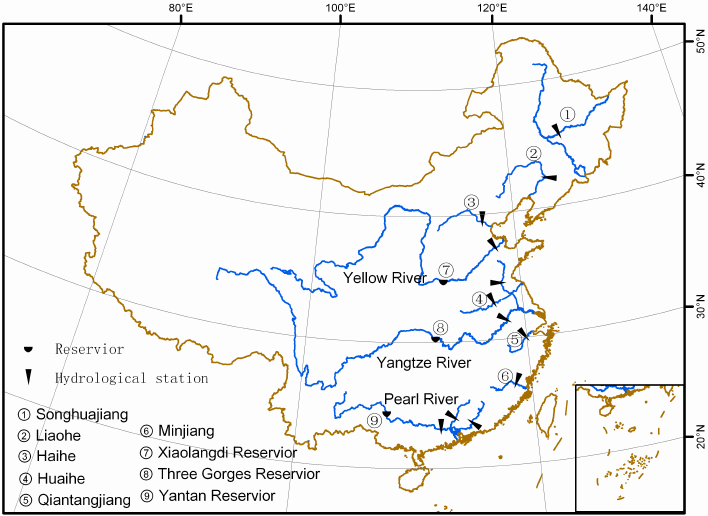 80°E 100°E 120°E 140°E
50°N
①
②
40°N
③
Yellow River ⑦
④
30°N
⑧
⑤
Reservior
Yangtze River
Hydrological station
⑥
Pearl River
⑨
20°N
① Songhuajiang
② Liaohe
③ Haihe
④ Huaihe
⑤ Qiantangjiang
⑥ Minjiang
⑦ Xiaolangdi Reservior
⑧ Three Gorges Reservior
⑨ Yantan Reservior